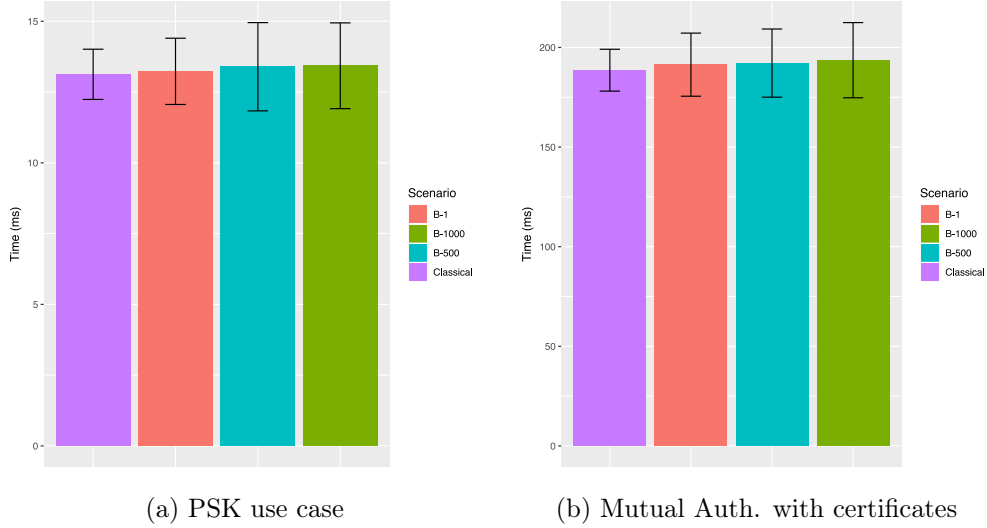 15
10
5
0
Time (ms)
Scenario
B-1
B-1000
B-500
Classical
(a) PSK use case
200
150
100
50
0
Time (ms)
Scenario
B-1
B-1000
B-500
Classical
(b) Mutual Auth. with certificates